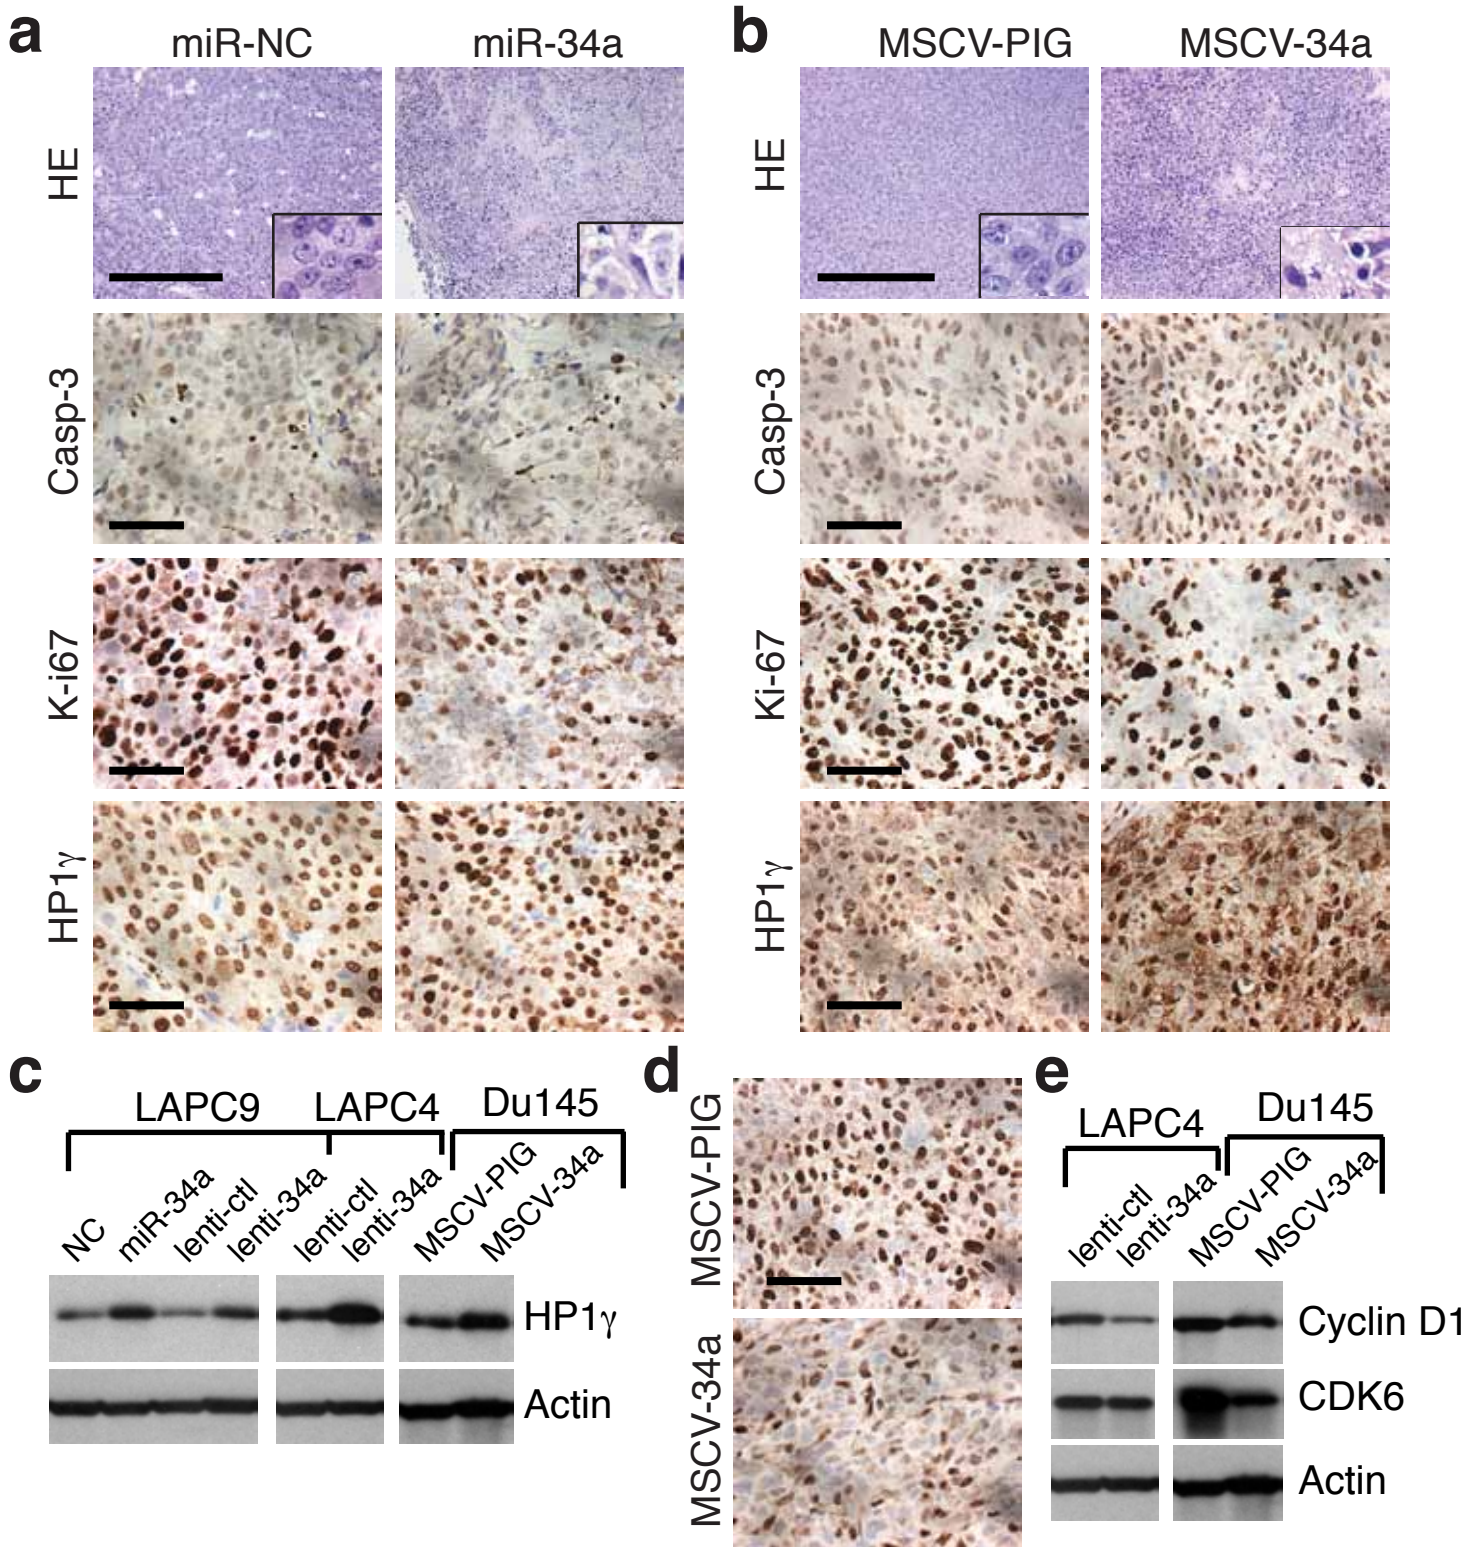 a
miR-NC
miR-34a
HE
Casp-3
K-i67
HP1γ
b
MSCV-PIG
MSCV-34a
HE
Casp-3
Ki-67
HP1γ
c
LAPC9
LAPC4
Du145
NC
miR-34a
lenti-ctl
lenti-34a
lenti-ctl
lenti-34a
MSCV-PIG
MSCV-34a
HP1γ
Actin
d
MSCV-PIG
MSCV-34a
e
LAPC4
Du145
lenti-ctl
lenti-34a
MSCV-PIG
MSCV-34a
Cyclin D1
CDK6
Actin